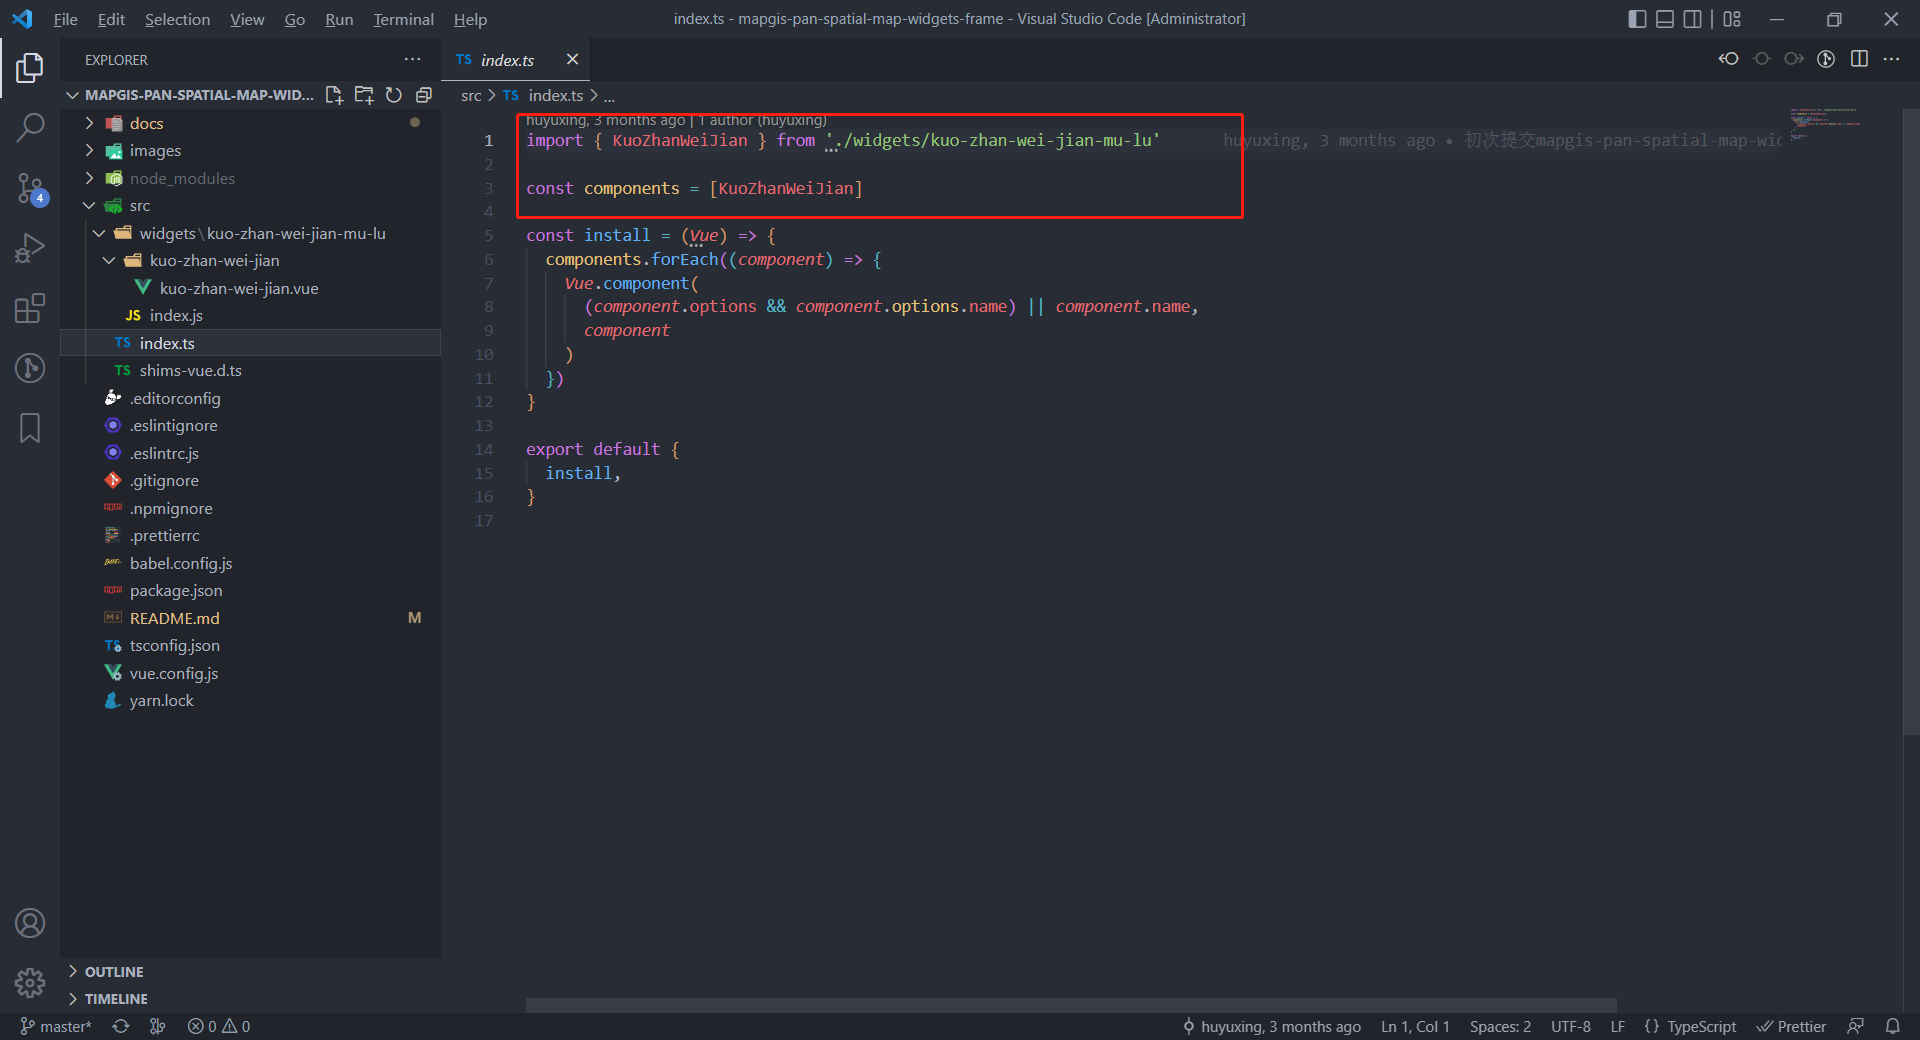 File Edit Selection View Go Run Terminal Help
index.ts - mapgis-pan-spatial-map-widgets-frame - Visual Studio Code [Administrator]
EXPLORER
MAPGIS-PAN-SPATIAL-MAP-WID...
docs
images
node_modules
src
widgets\kuo-zhan-wei-jian-mu-lu
kuo-zhan-wei-jian
kuo-zhan-wei-jian.vue
JS index.js
TS index.ts
TS shims-vue.d.ts
.editorconfig
.eslintignore
.eslintrc.js
.gitignore
.npmignore
.prettierrc
babel.config.js
package.json
README.md M
TS tsconfig.json
vue.config.js
yarn.lock
OUTLINE
TIMELINE
4
TS index.ts
src > TS index.ts > ...
huyuxing, 3 months ago | 1 author (huyuxing)
1 import { KuoZhanWeiJian } from './widgets/kuo-zhan-wei-jian-mu-lu' huyuxing, 3 months ago • 初次提交mapgis-pan-spatial-map-wid
2
3 const components = [KuoZhanWeiJian]
4
5 const install = (Vue) => {
6 components.forEach((component) => {
7 Vue.component(
8 (component.options && component.options.name) || component.name,
9 component
10 )
11 })
12 }
13
14 export default {
15 install,
16 }
17
master* 0 0
huyuxing, 3 months ago Ln 1, Col 1 Spaces: 2 UTF-8 LF {} TypeScript Prettier